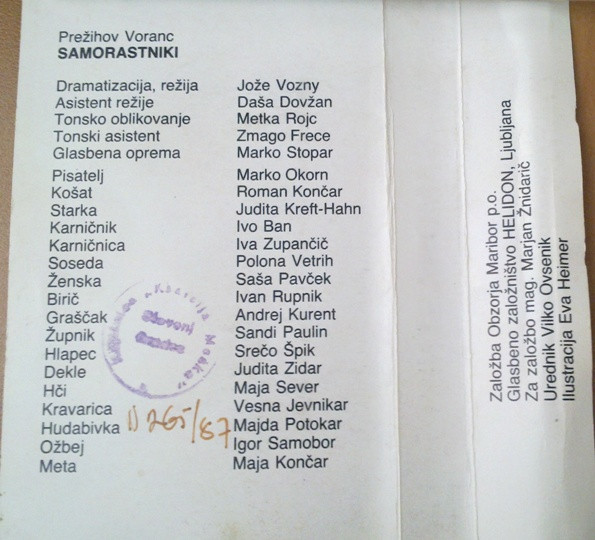 Prežihov Voranc
SAMORASTNIKI
Dramatizacija, režija Jože Vozny
Asistent režije Daša Dovžan
Tonsko oblikovanje Metka Rojc
Tonski asistent Zmago Frece
Glasbena oprema Marko Stopar
Pisatelj Marko Okorn
Košat Roman Končar
Starka Judita Kreft-Hahn
Karničnik Ivo Ban
Karničnica Iva Zupančič
Soseda Polona Vetrih
Ženska Saša Pavček
Birič Ivan Rupnik
Graščak Andrej Kurent
Župnik Sandi Paulin
Hlapec Srečo Špik
Dekle Judita Zidar
Hči Maja Sever
Kravarica Vesna Jevnikar
Hudabivka Majda Potokar
Ožbej Igor Samobor
Meta Maja Končar
265/87
Založba Obzorja Maribor p.o.
Glasbeno založništvo HELIDON, Ljubljana
Za založbo mag. Marjan Žnidarič
Urednik Vilko Ovsenik
Ilustracija Eva Heimer